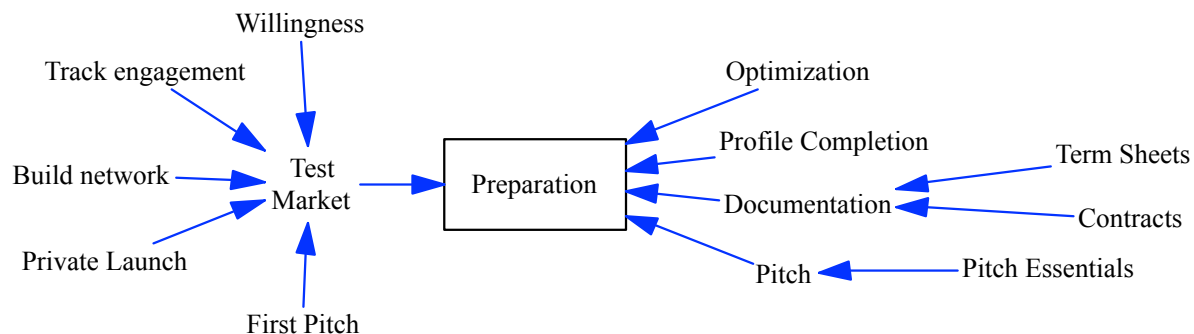 Willingness
Track engagement
Optimization
Profile Completion
Term Sheets
Build network
Test
Market
Preparation
Documentation
Contracts
Private Launch
Pitch
Pitch Essentials
First Pitch